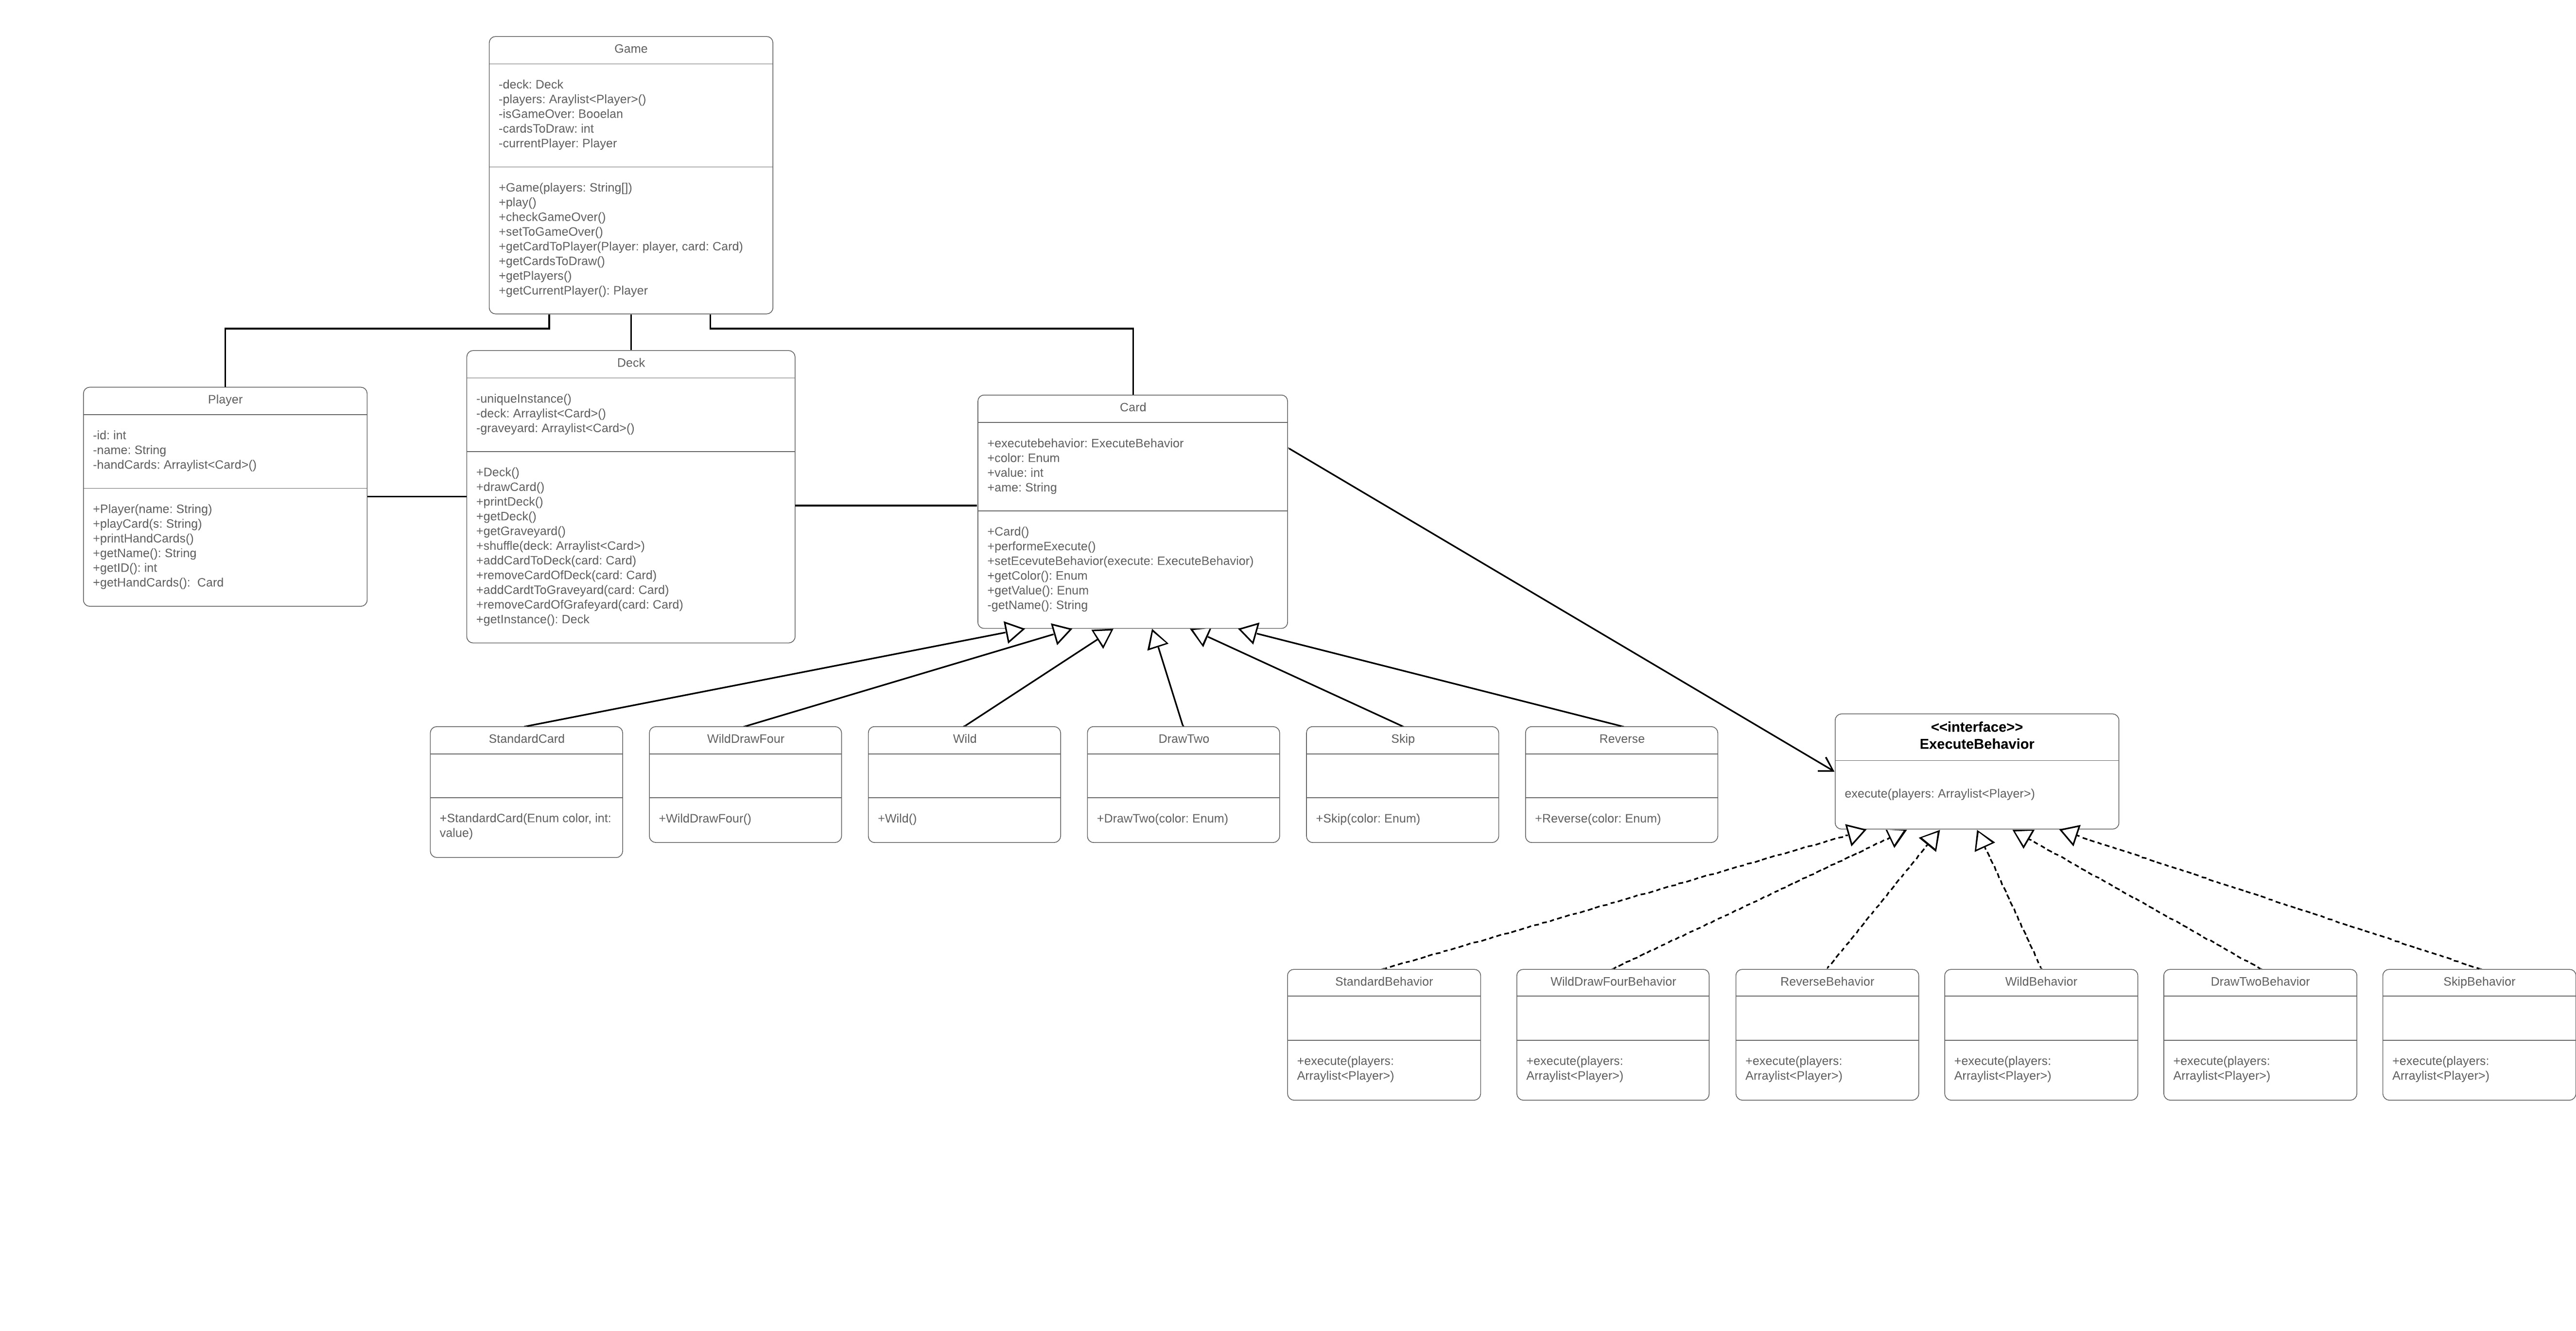 Game
-deck: Deck
-players: Araylist<Player>()
-isGameOver: Booelan
-cardsToDraw: int
-currentPlayer: Player
+Game(players: String[])
+play()
+checkGameOver()
+setToGameOver()
+getCardToPlayer(Player: player, card: Card)
+getCardsToDraw()
+getPlayers()
+getCurrentPlayer(): Player
Player
-id: int
-name: String
-handCards: Arraylist<Card>()
+Player(name: String)
+playCard(s: String)
+printHandCards()
+getName(): String
+getID(): int
+getHandCards():  Card
Deck
-uniqueInstance()
-deck: Arraylist<Card>()
-graveyard: Arraylist<Card>()
+Deck()
+drawCard()
+printDeck()
+getDeck()
+getGraveyard()
+shuffle(deck: Arraylist<Card>)
+addCardToDeck(card: Card)
+removeCardOfDeck(card: Card)
+addCardtToGraveyard(card: Card)
+removeCardOfGrafeyard(card: Card)
+getInstance(): Deck
Card
+executebehavior: ExecuteBehavior
+color: Enum
+value: int
+ame: String
+Card()
+performeExecute()
+setEcevuteBehavior(execute: ExecuteBehavior)
+getColor(): Enum
+getValue(): Enum
-getName(): String
StandardCard
+StandardCard(Enum color, int:
value)
WildDrawFour
+WildDrawFour()
Wild
+Wild()
DrawTwo
+DrawTwo(color: Enum)
Skip
+Skip(color: Enum)
Reverse
+Reverse(color: Enum)
<<interface>>
ExecuteBehavior
execute(players: Arraylist<Player>)
StandardBehavior
+execute(players:
Arraylist<Player>)
WildDrawFourBehavior
+execute(players:
Arraylist<Player>)
ReverseBehavior
+execute(players:
Arraylist<Player>)
WildBehavior
+execute(players:
Arraylist<Player>)
DrawTwoBehavior
+execute(players:
Arraylist<Player>)
SkipBehavior
+execute(players:
Arraylist<Player>)